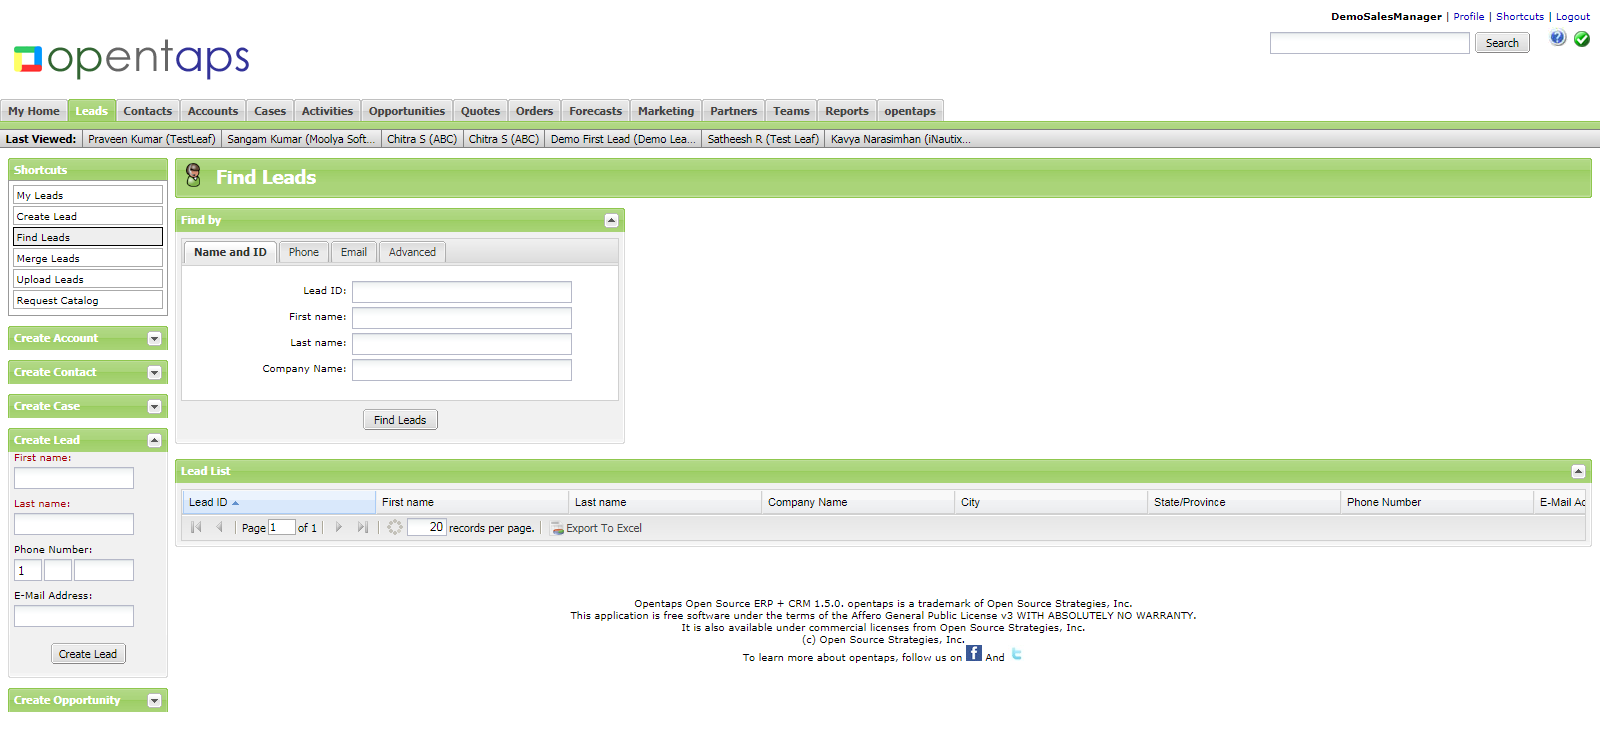 DemoSalesManager | Profile | Shortcuts | Logout
Search
opentaps
My Home Leads Contacts Accounts Cases Activities Opportunities Quotes Orders Forecasts Marketing Partners Teams Reports opentaps
Last Viewed: Praveen Kumar (TestLeaf) Sangam Kumar (Moolya Soft... Chitra S (ABC) Chitra S (ABC) Demo First Lead (Demo Lea... Satheesh R (Test Leaf) Kavya Narasimhan (iNautix...
Shortcuts
My Leads
Create Lead
Find Leads
Merge Leads
Upload Leads
Request Catalog
Create Account
Create Contact
Create Case
Create Lead
First name:
Last name:
Phone Number:
1
E-Mail Address:
Create Lead
Create Opportunity
Find Leads
Find by
Name and ID Phone Email Advanced
Lead ID:
First name:
Last name:
Company Name:
Find Leads
Lead List
Lead ID First name Last name Company Name City State/Province Phone Number E-Mail Ad
Page 1 of 1 20 records per page. Export To Excel
Opentaps Open Source ERP + CRM 1.5.0. opentaps is a trademark of Open Source Strategies, Inc.
This application is free software under the terms of the Affero General Public License v3 WITH ABSOLUTELY NO WARRANTY.
It is also available under commercial licenses from Open Source Strategies, Inc.
(c) Open Source Strategies, Inc.
To learn more about opentaps, follow us on f And t